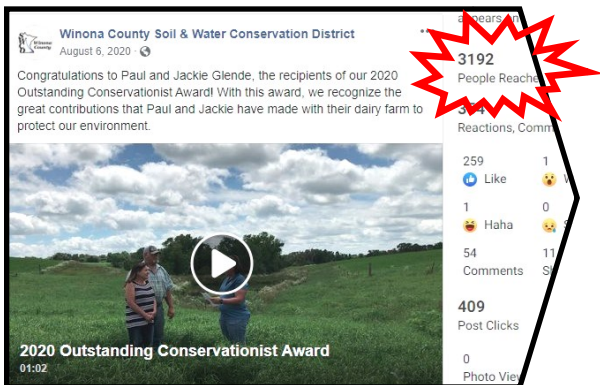 Winona County Soil & Water Conservation District
August 6, 2020
Winona
County
Congratulations to Paul and Jackie Glende, the recipients of our 2020
Outstanding Conservationist Award! With this award, we recognize the
great contributions that Paul and Jackie have made with their dairy farm to
protect our environment.
2020 Outstanding Conservationist Award
01:02
3192
People Reache
Reactions, Comm
259
1
Like
1
0
Haha
54
11
Comments
409
Post Clicks
0
Photo View